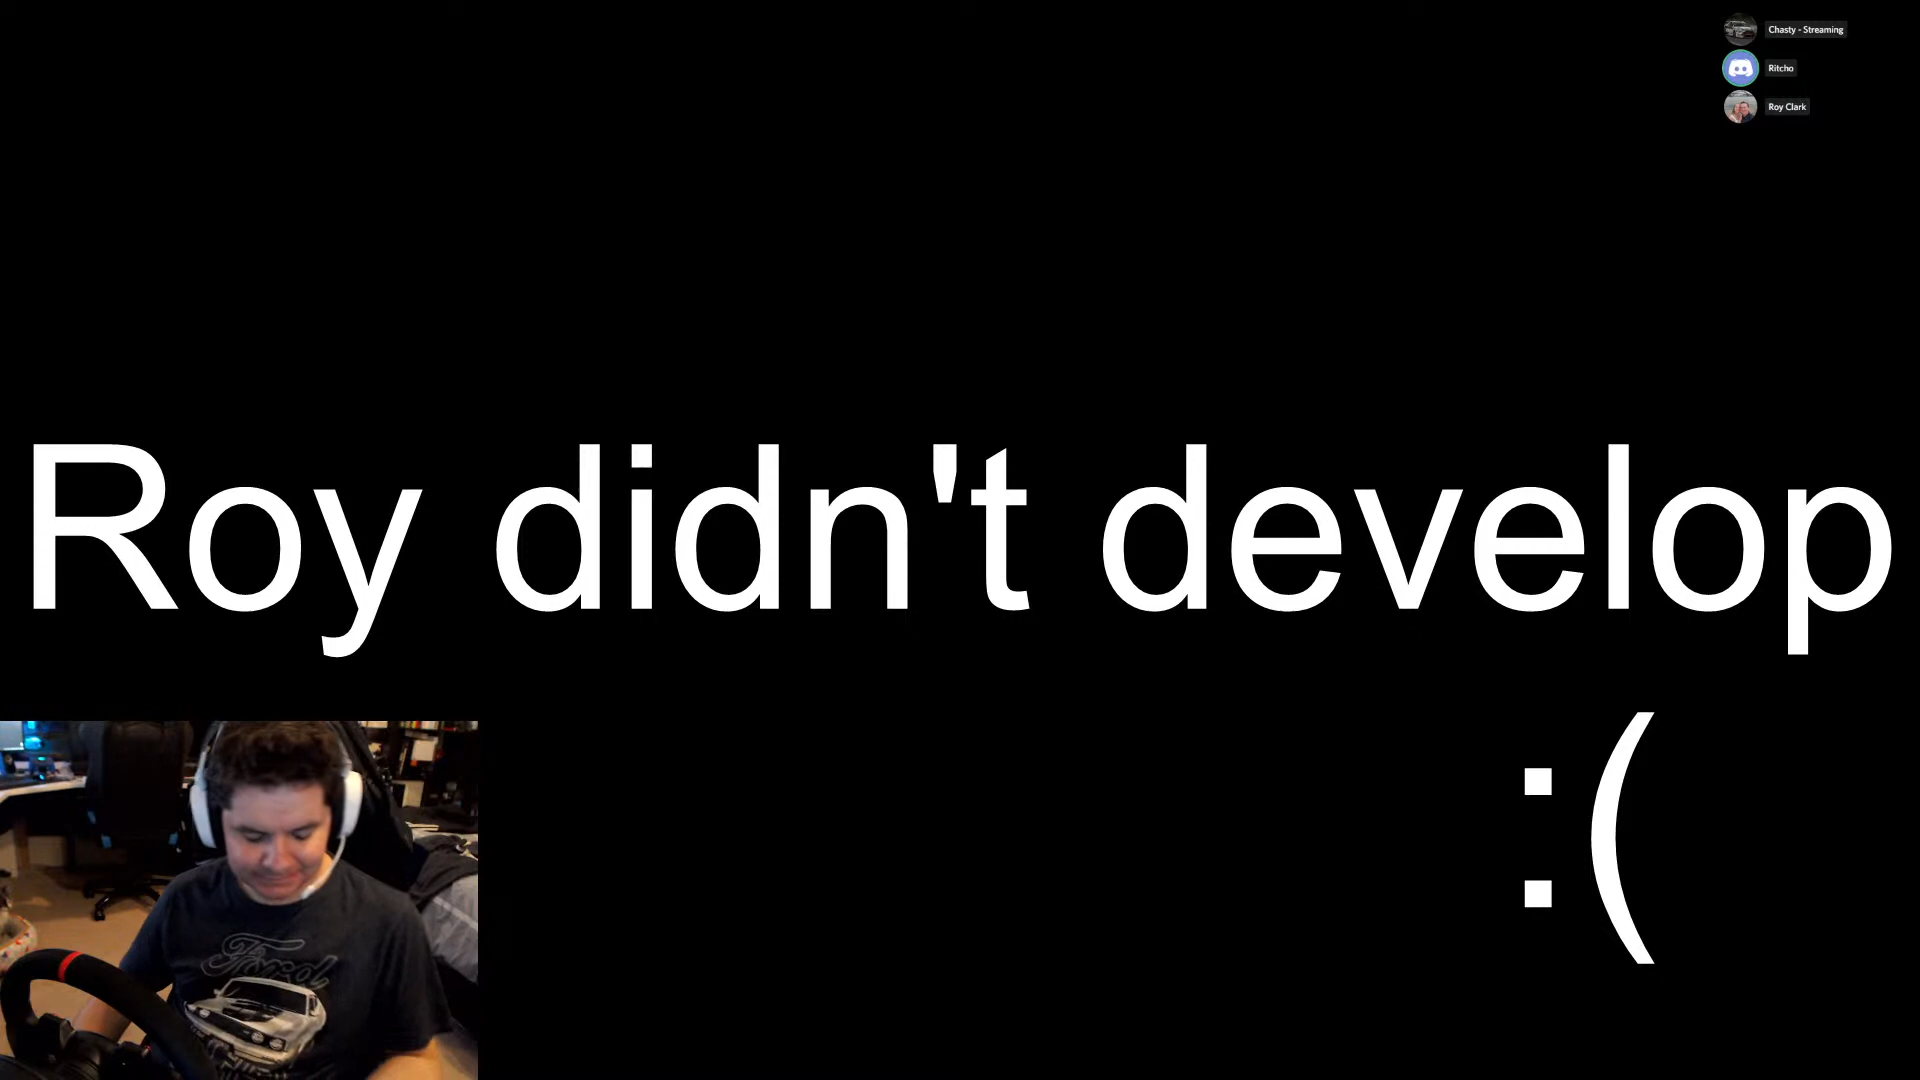 Chasty - Streaming
Ritcho
Roy Clark
Roy didn't develop
:(
Ford